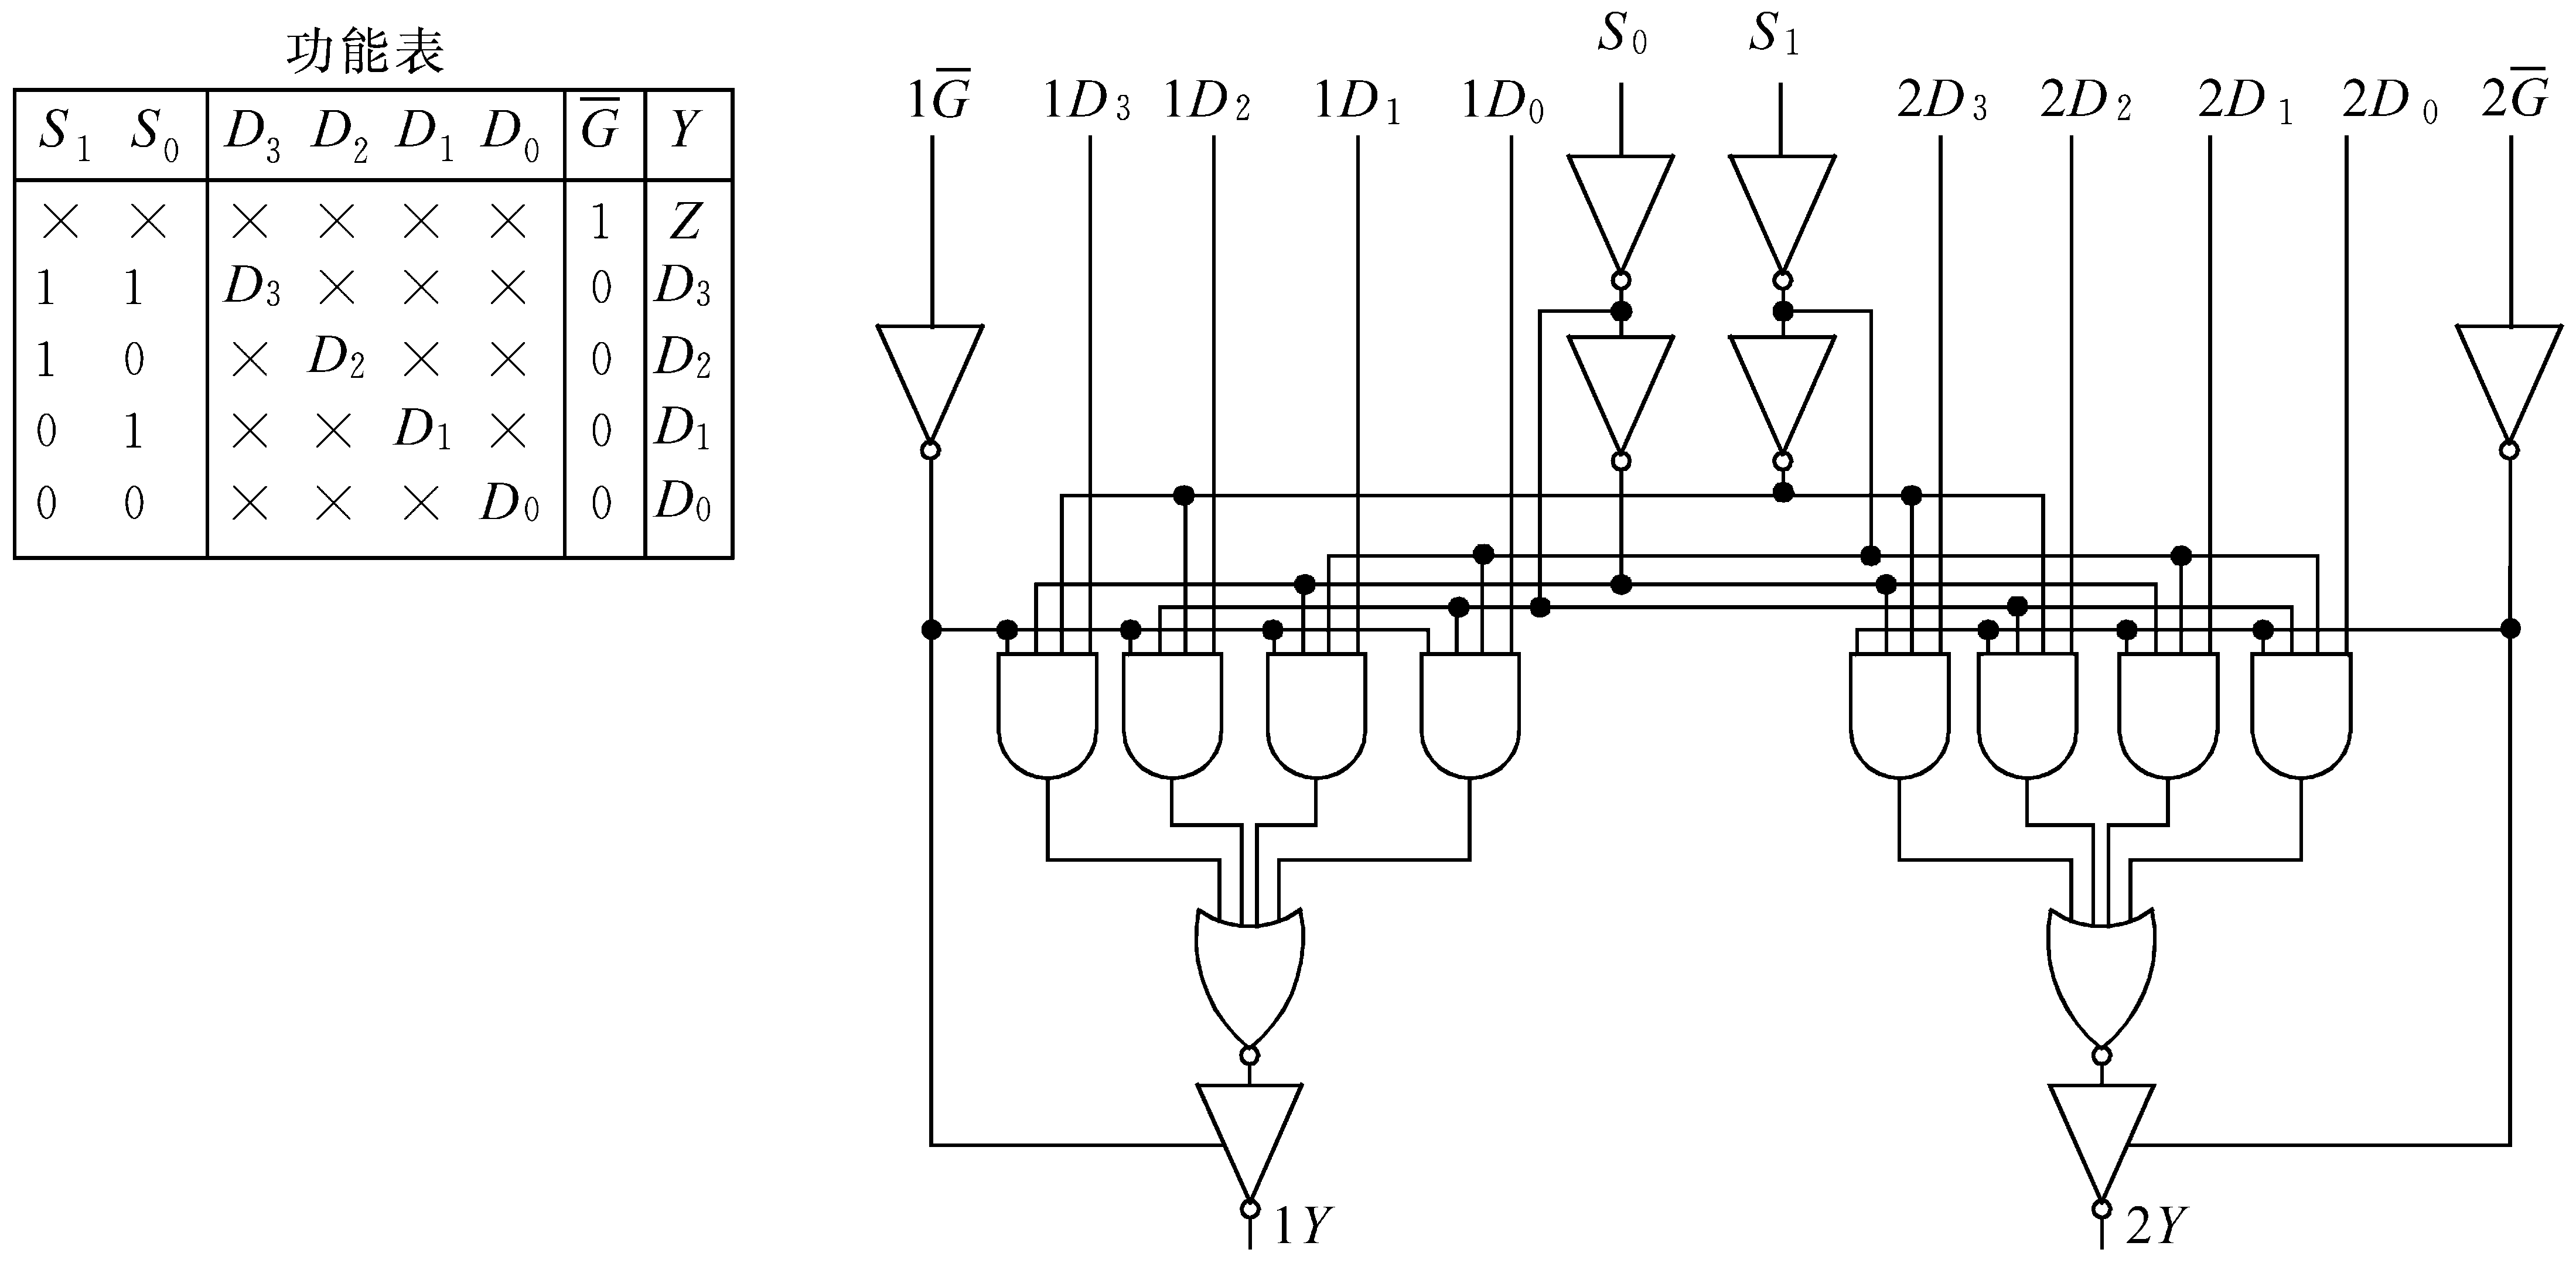 功能表
S₁ S₀ D₃ D₂ D₁ D₀ G̅ Y
× × × × × × 1 Z
1 1 D₃ × × × 0 D₃
1 0 × D₂ × × 0 D₂
0 1 × × D₁ × 0 D₁
0 0 × × × D₀ 0 D₀
S₀ S₁
1G̅ 1D₃ 1D₂ 1D₁ 1D₀ 2D₃ 2D₂ 2D₁ 2D₀ 2G̅
1Y 2Y